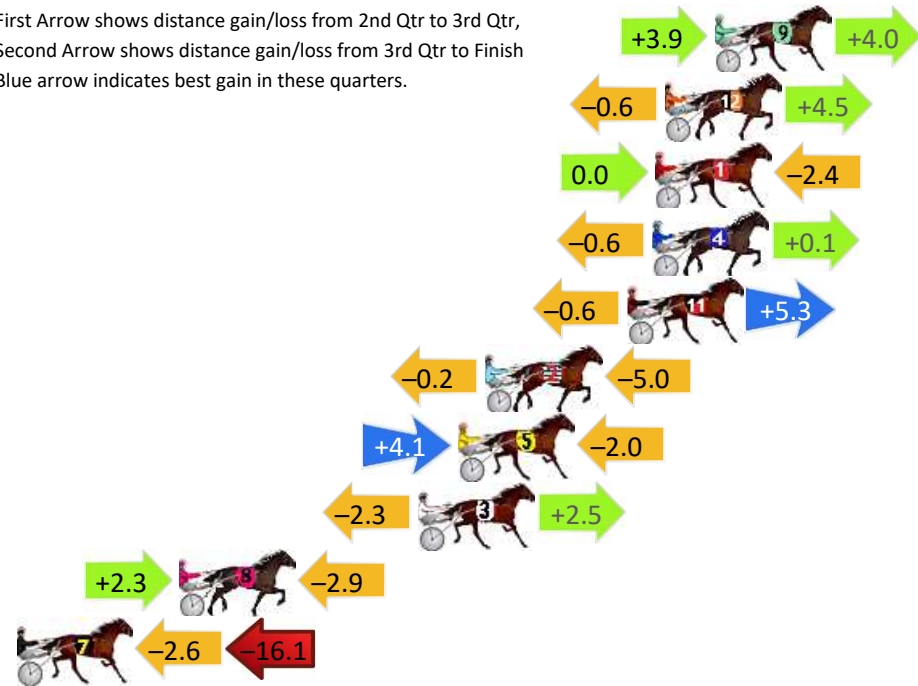 First Arrow shows distance gain/loss from 2nd Qtr to 3rd Qtr,
Second Arrow shows distance gain/loss from 3rd Qtr to Finish
Blue arrow indicates best gain in these quarters.
+3.9 9 +4.0
–0.6 12 +4.5
0.0 1 –2.4
–0.6 4 +0.1
–0.6 11 +5.3
–0.2 2 –5.0
+4.1 5 –2.0
–2.3 3 +2.5
+2.3 8 –2.9
7 –2.6 –16.1